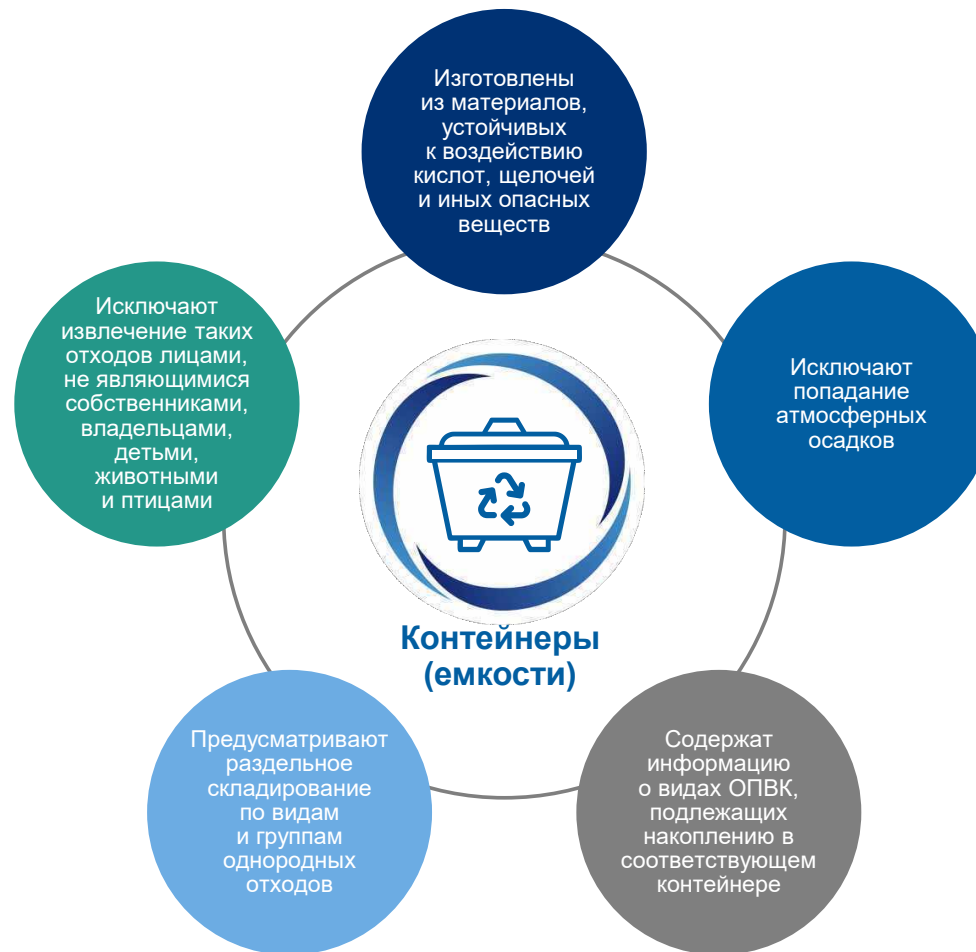 Изготовлены
из материалов,
устойчивых
к воздействию
кислот, щелочей
и иных опасных
веществ
Исключают
извлечение таких
отходов лицами,
не являющимися
собственниками,
владельцами,
детьми,
животными
и птицами
Исключают
попадание
атмосферных
осадков
Контейнеры
(емкости)
Предусматривают
раздельное
складирование
по видам
и группам
однородных
отходов
Содержат
информацию
о видах ОПВК,
подлежащих
накоплению в
соответствующем
контейнере